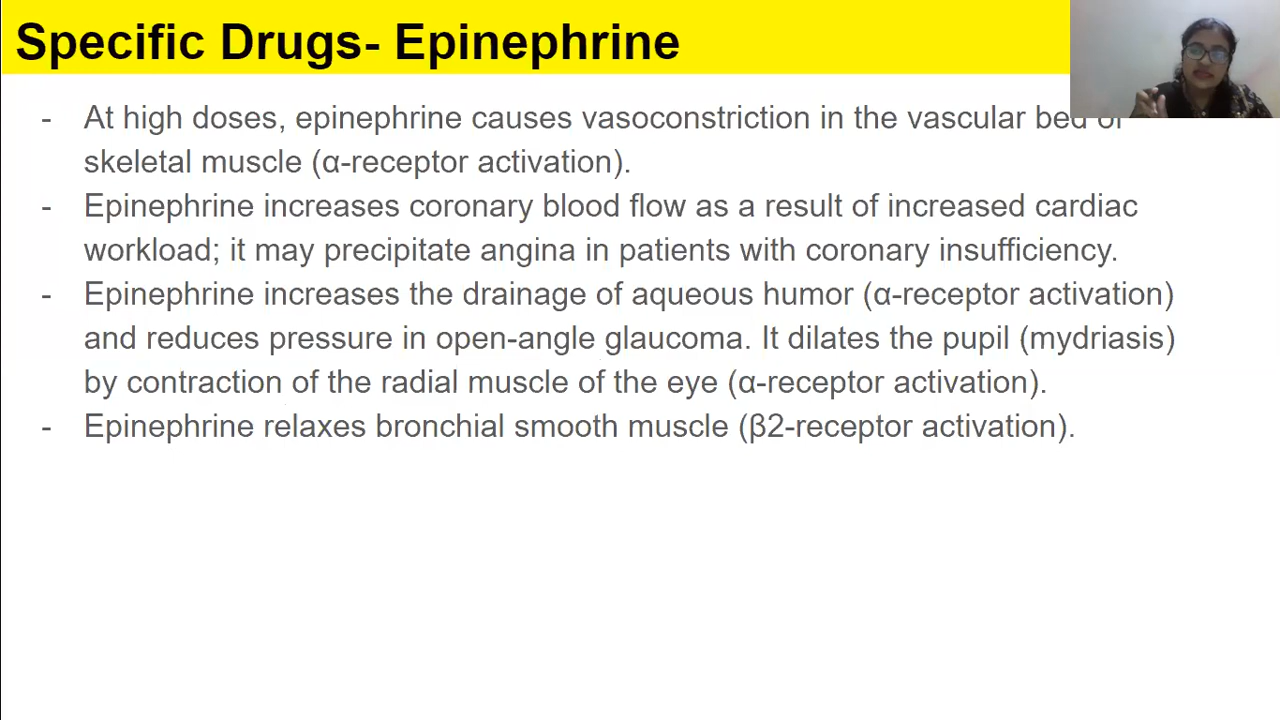 Specific Drugs- Epinephrine
- At high doses, epinephrine causes vasoconstriction in the vascular bed of
skeletal muscle (α-receptor activation).
- Epinephrine increases coronary blood flow as a result of increased cardiac
workload; it may precipitate angina in patients with coronary insufficiency.
- Epinephrine increases the drainage of aqueous humor (α-receptor activation)
and reduces pressure in open-angle glaucoma. It dilates the pupil (mydriasis)
by contraction of the radial muscle of the eye (α-receptor activation).
- Epinephrine relaxes bronchial smooth muscle (β2-receptor activation).